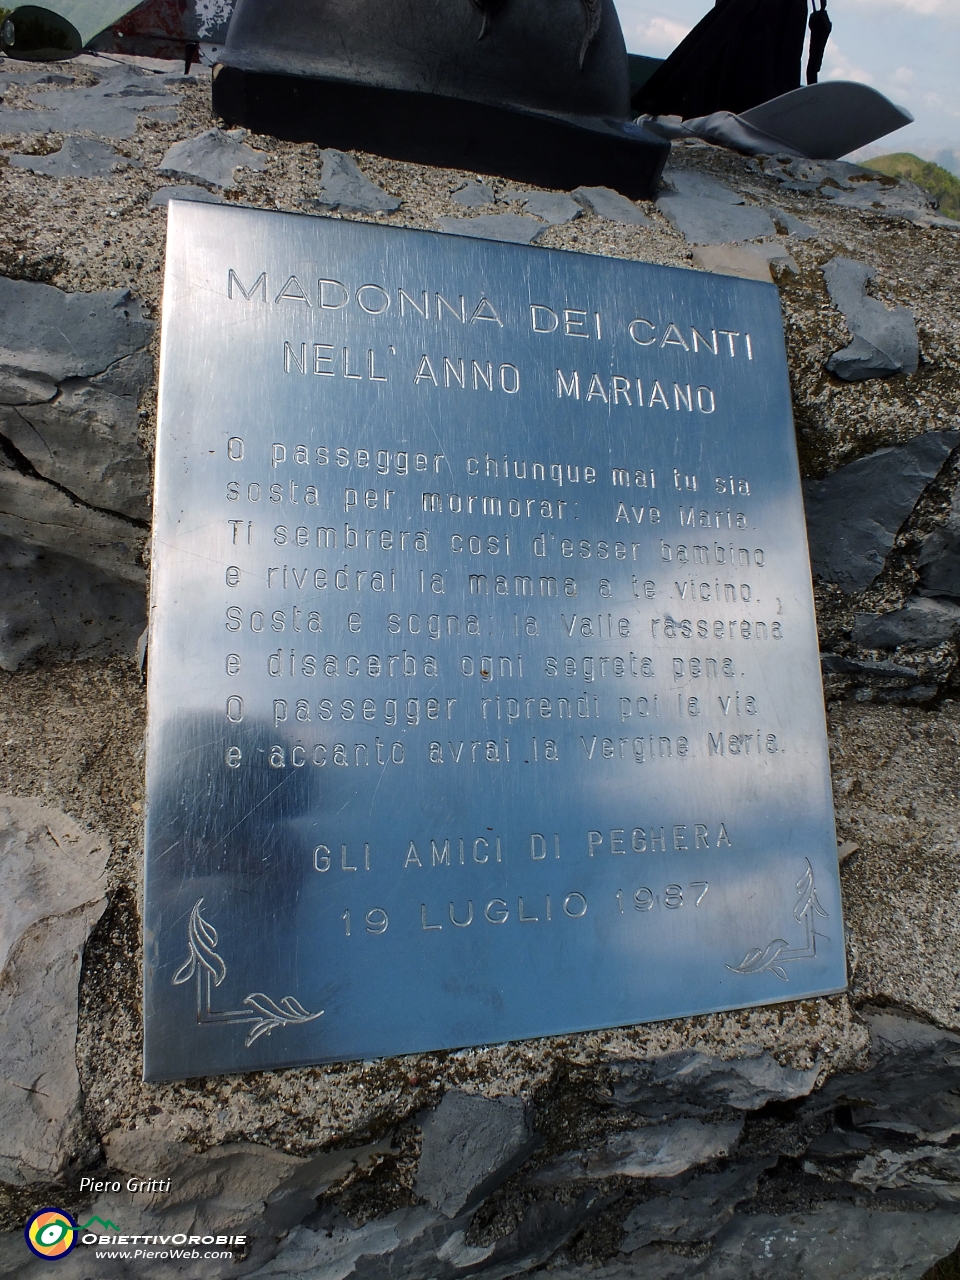 MADONNA DEI CANTI
NELL' ANNO MARIANO
O passegger chiunque mai tu sia
sosta per mormorar: Ave Maria.
Ti sembrerà così d'esser bambino
e rivedrai la mamma a te vicino.
Sosta e sogna: la Valle rasserena
e disacerba ogni segreta pena.
O passegger riprendi poi la via
e accanto avrai la Vergine Maria.
GLI AMICI DI PEGHERA
19 LUGLIO 1987
Piero Gritti
OBIETTIVOROBIE
www.PieroWeb.com